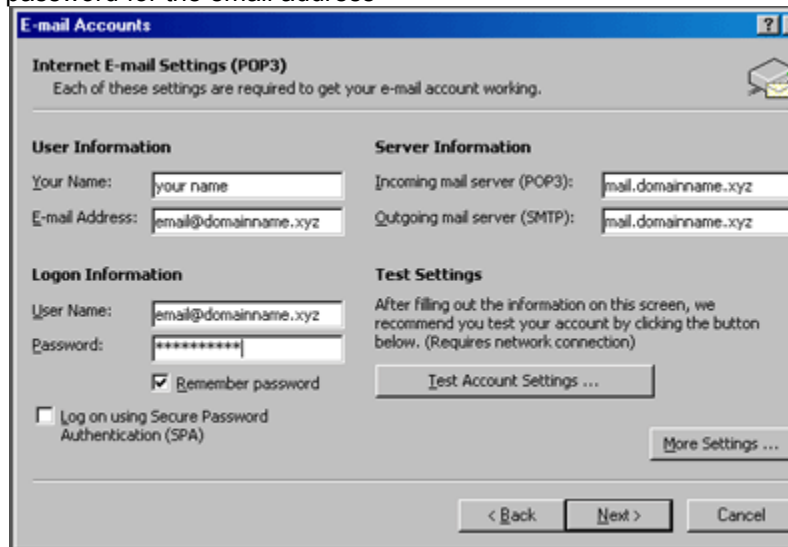 password for the email address
E-mail Accounts
Internet E-mail Settings (POP3)
Each of these settings are required to get your e-mail account working.
User Information
Your Name: your name
E-mail Address: email@domainname.xyz
Server Information
Incoming mail server (POP3): mail.domainname.xyz
Outgoing mail server (SMTP): mail.domainname.xyz
Logon Information
User Name: email@domainname.xyz
Password: **********
Remember password
Log on using Secure Password
Authentication (SPA)
Test Settings
After filling out the information on this screen, we
recommend you test your account by clicking the button
below. (Requires network connection)
Test Account Settings ...
More Settings ...
< Back Next > Cancel